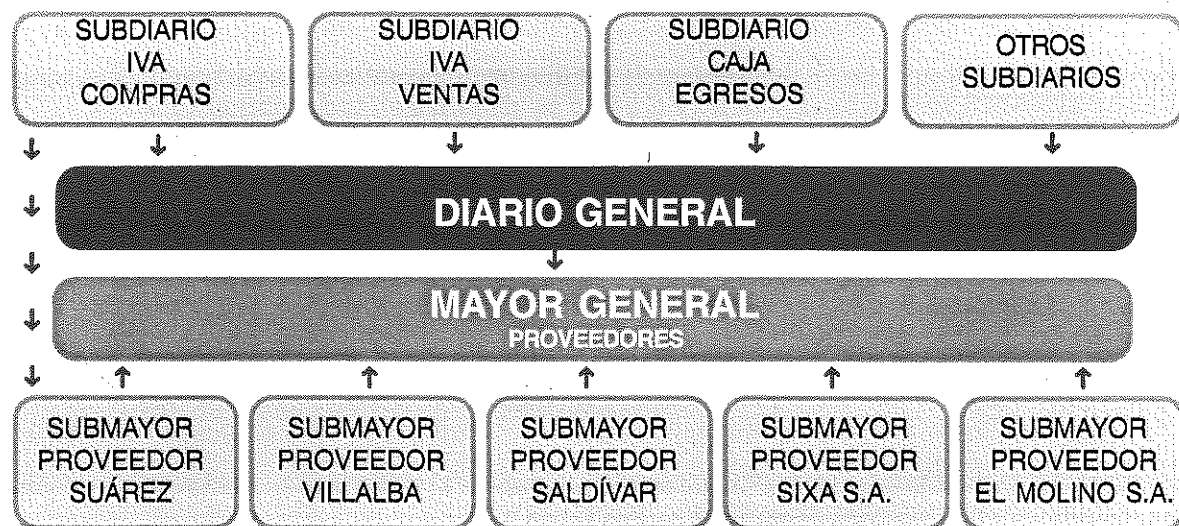 SUBDIARIO
IVA
COMPRAS
SUBDIARIO
IVA
VENTAS
SUBDIARIO
CAJA
EGRESOS
OTROS
SUBDIARIOS
DIARIO GENERAL
MAYOR GENERAL
PROVEEDORES
SUBMAYOR
PROVEEDOR
SUÁREZ
SUBMAYOR
PROVEEDOR
VILLALBA
SUBMAYOR
PROVEEDOR
SALDÍVAR
SUBMAYOR
PROVEEDOR
SIXA S.A.
SUBMAYOR
PROVEEDOR
EL MOLINO S.A.